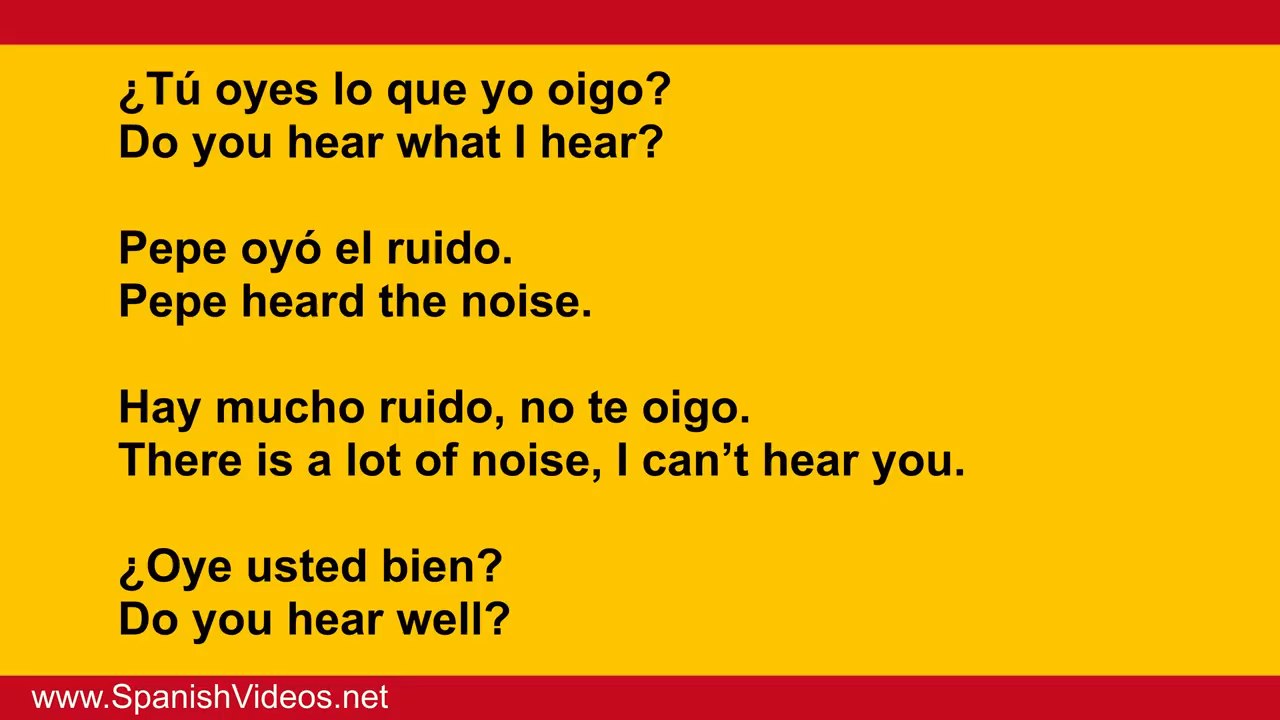 ¿Tú oyes lo que yo oigo?
Do you hear what I hear?
Pepe oyó el ruido.
Pepe heard the noise.
Hay mucho ruido, no te oigo.
There is a lot of noise, I can’t hear you.
¿Oye usted bien?
Do you hear well?
www.SpanishVideos.net